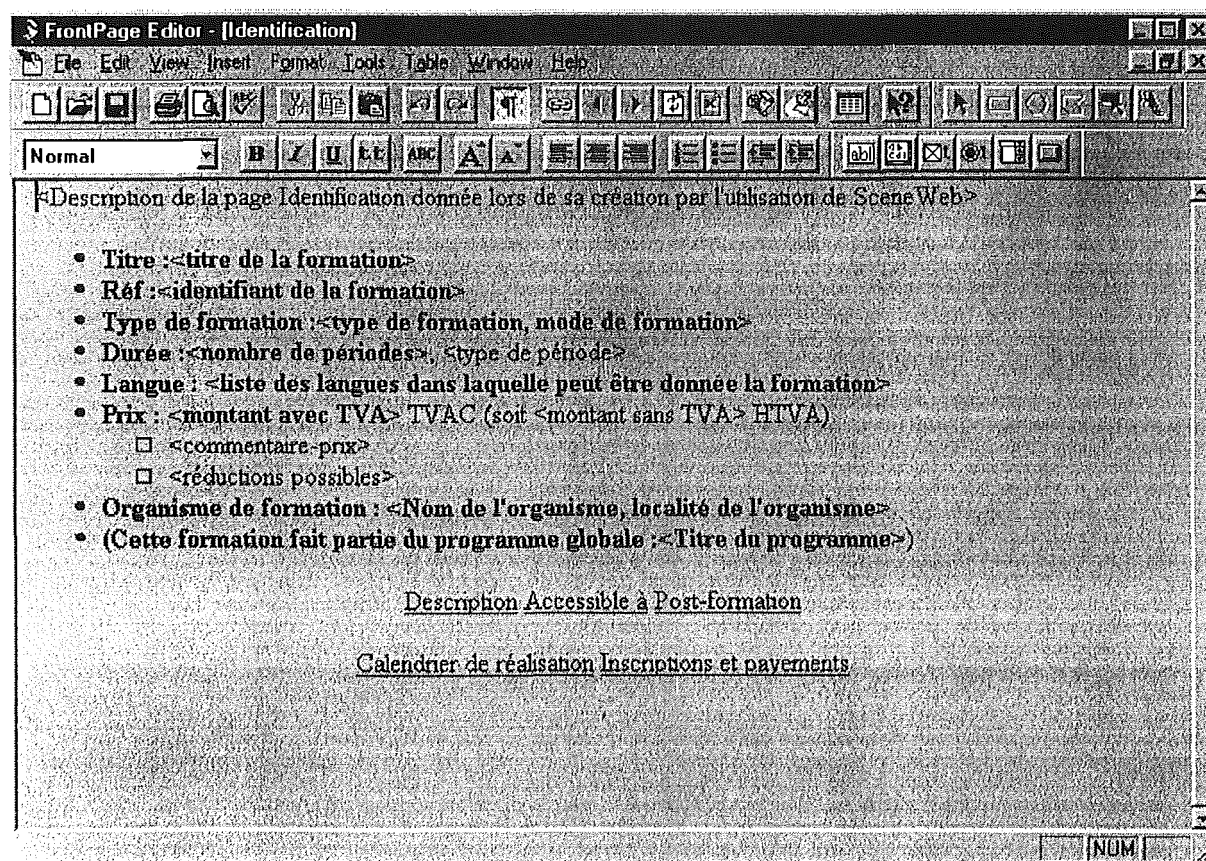 FrontPage Editor - [Identification]
File Edit View Insert Format Tools Table Window Help
Normal
<Description de la page Identification donnée lors de sa création par l'utilisation de SceneWeb>
Titre :<titre de la formation>
Réf :<identifiant de la formation>
Type de formation :<type de formation, mode de formation>
Durée :<nombre de périodes>, <type de période>
Langue : <liste des langues dans laquelle peut être donnée la formation>
Prix : <montant avec TVA> TVAC (soit <montant sans TVA> HTVA)
<commentaire-prix>
<réductions possibles>
Organisme de formation : <Nom de l'organisme, localité de l'organisme>
(Cette formation fait partie du programme globale :<Titre du programme>)
Description Accessible à Post-formation
Calendrier de réalisation Inscriptions et payements
NUM